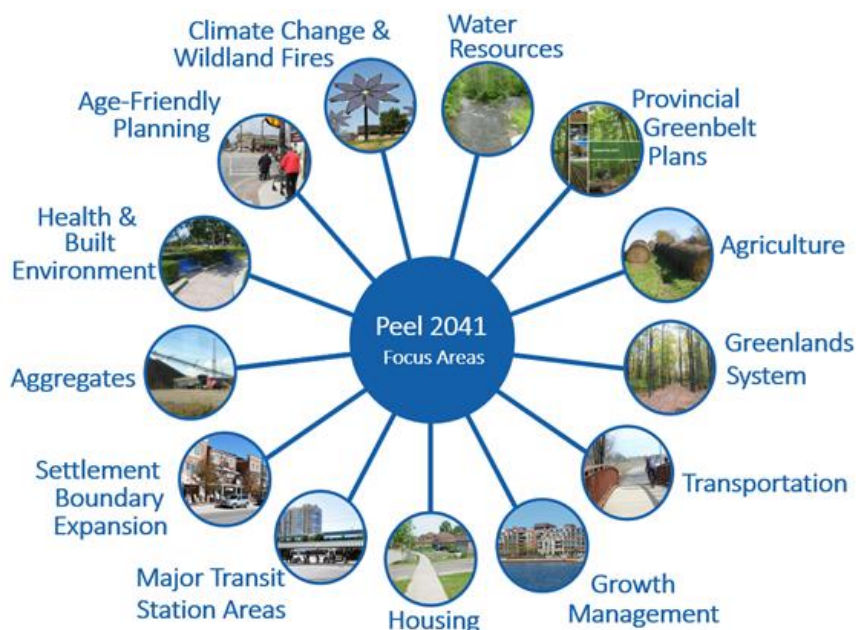 Climate Change &
Wildland Fires
Water
Resources
Provincial
Greenbelt
Plans
Agriculture
Greenlands
System
Transportation
Growth
Management
Housing
Major Transit
Station Areas
Settlement
Boundary
Expansion
Aggregates
Health &
Built
Environment
Age-Friendly
Planning
Peel 2041
Focus Areas